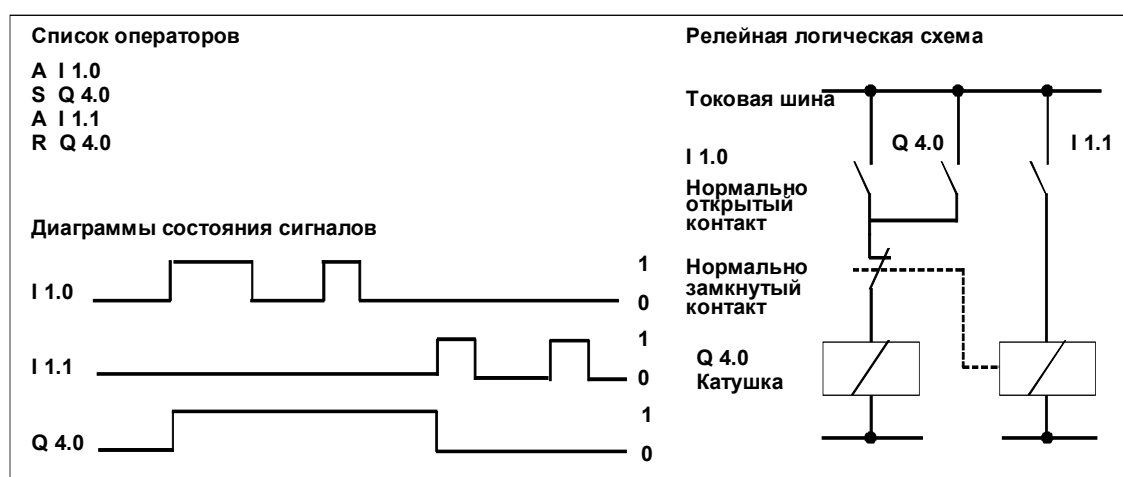 Список операторов
A I 1.0
S Q 4.0
A I 1.1
R Q 4.0
Диаграммы состояния сигналов
I 1.0
1
0
I 1.1
1
0
Q 4.0
1
0
Релейная логическая схема
Токовая шина
I 1.0
Q 4.0
I 1.1
Нормально
открытый
контакт
Нормально
замкнутый
контакт
Q 4.0
Катушка